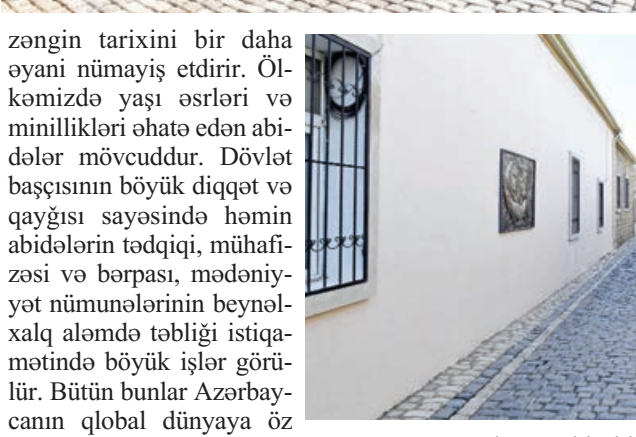 zəngin tarixini bir daha
əyani nümayiş etdirir. Öl-
kəmizdə yaşı əsrləri və
minillikləri əhatə edən abi-
dələr mövcuddur. Dövlət
başçısının böyük diqqət və
qayğısı sayəsində həmin
abidələrin tədqiqi, mühafi-
zəsi və bərpası, mədəniy-
yət nümunələrinin beynəl-
xalq aləmdə təbliği istiqa-
mətində böyük işlər görü-
lür. Bütün bunlar Azərbay-
canın qlobal dünyaya öz